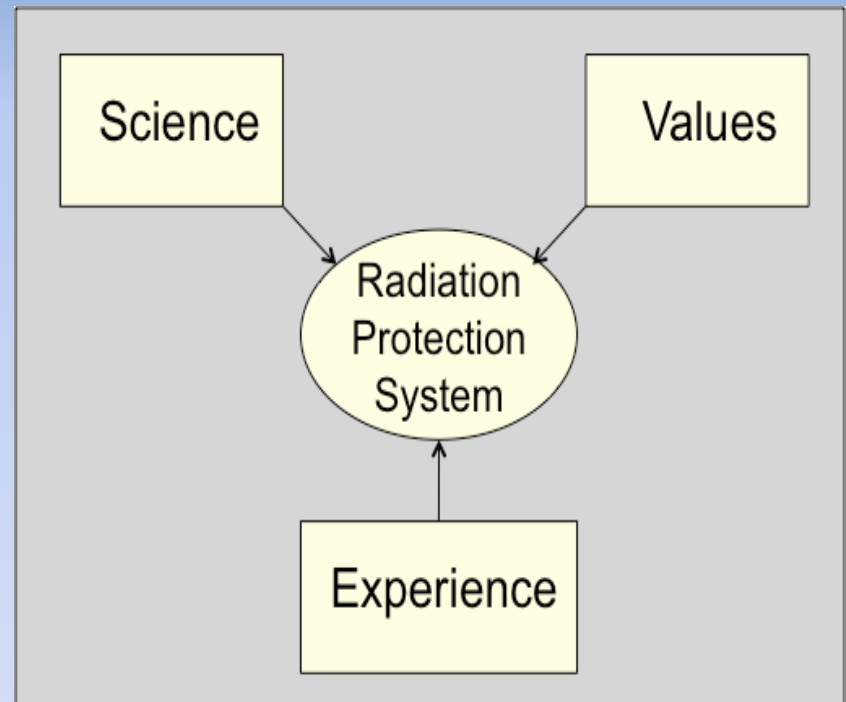 Science
Values
Radiation
Protection
System
Experience